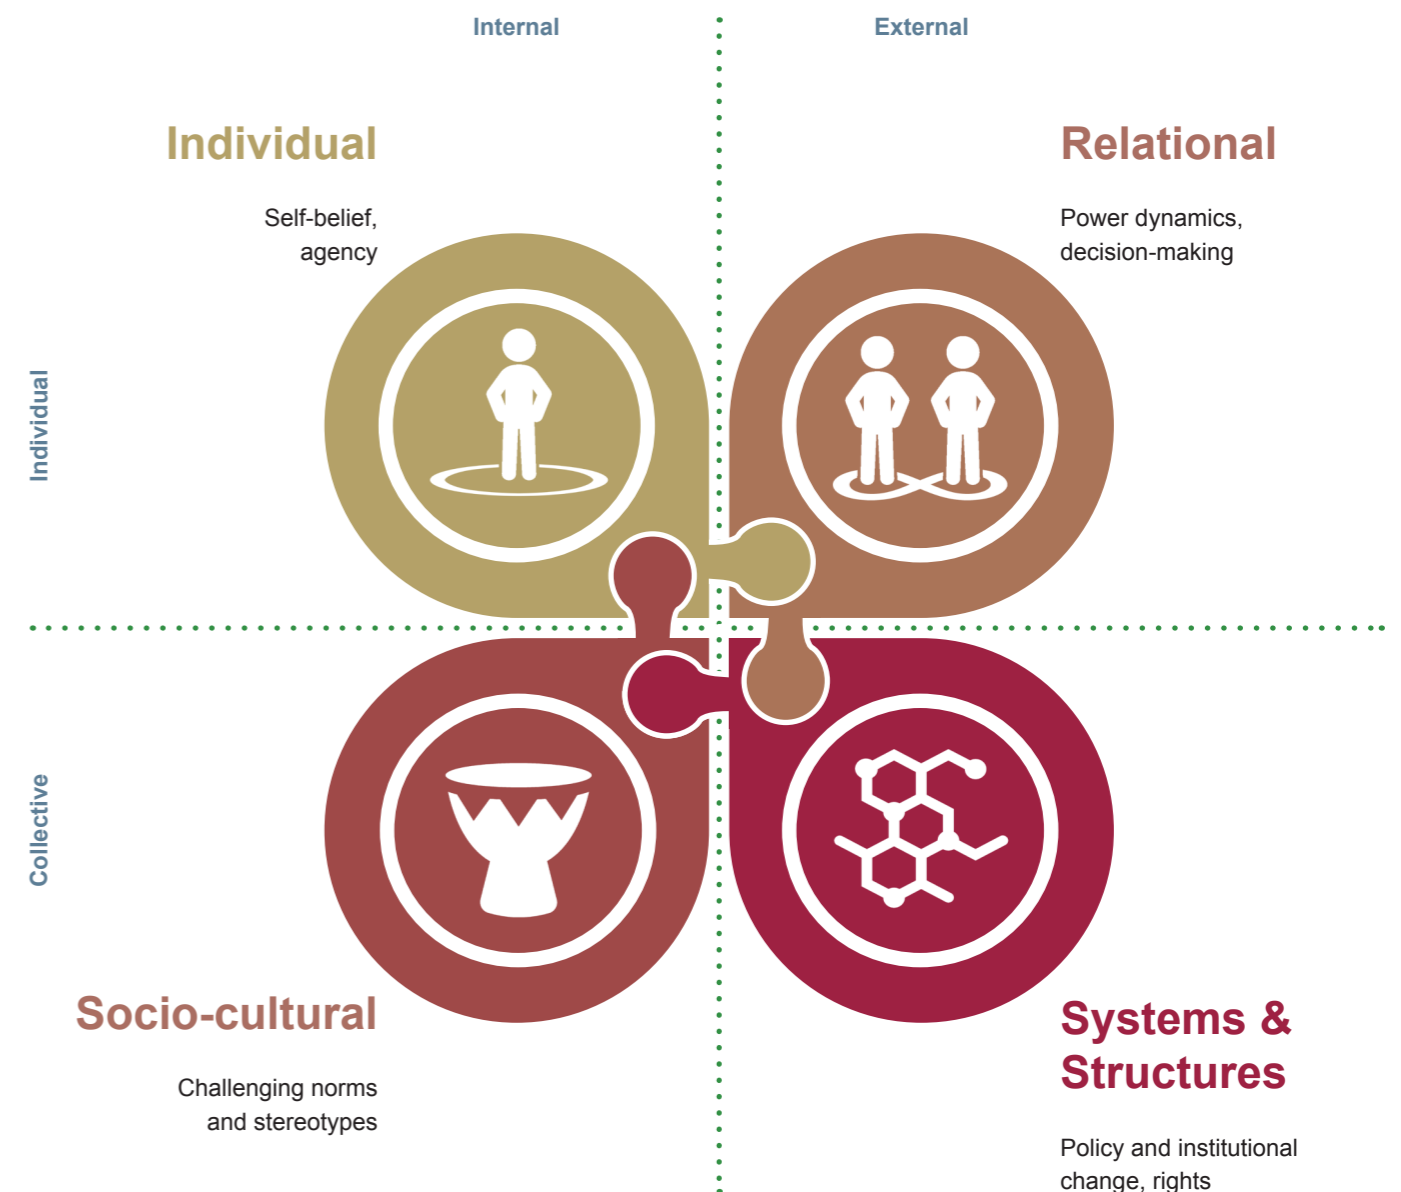 Internal
External
Individual
Self-belief,
agency
Relational
Power dynamics,
decision-making
Individual
Collective
Socio-cultural
Challenging norms
and stereotypes
Systems &
Structures
Policy and institutional
change, rights